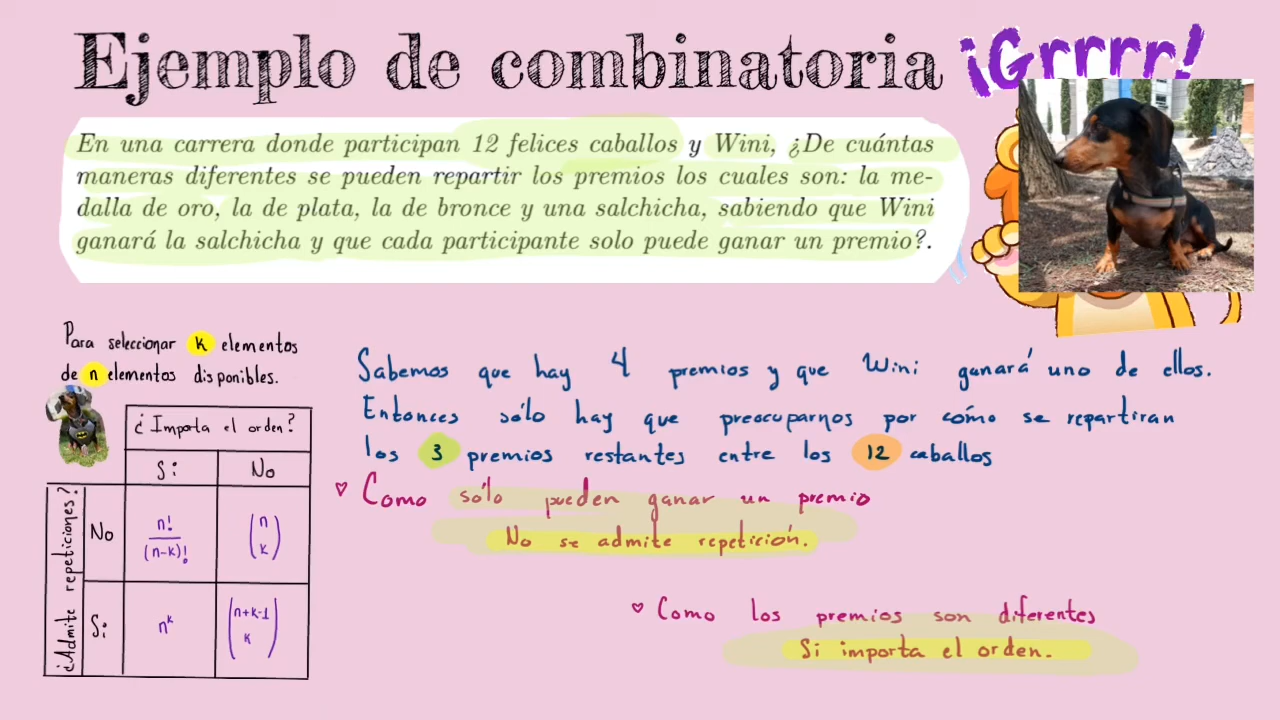 Ejemplo de combinatoria
¡Grrrr!
En una carrera donde participan 12 felices caballos y Wini, ¿De cuántas
maneras diferentes se pueden repartir los premios los cuales son: la me-
dalla de oro, la de plata, la de bronce y una salchicha, sabiendo que Wini
ganará la salchicha y que cada participante solo puede ganar un premio?.
Para seleccionar k elementos
de n elementos disponibles.
¿Importa el orden?
Si No
¿Admite repeticiones?
No n!/(n-k)! (n k)
Si n^k (n+k-1 k)
Sabemos que hay 4 premios y que Wini ganará uno de ellos.
Entonces sólo hay que preocuparnos por cómo se repartiran
los 3 premios restantes entre los 12 caballos
♡ Como sólo pueden ganar un premio
No se admite repetición.
♡ Como los premios son diferentes
Si importa el orden.